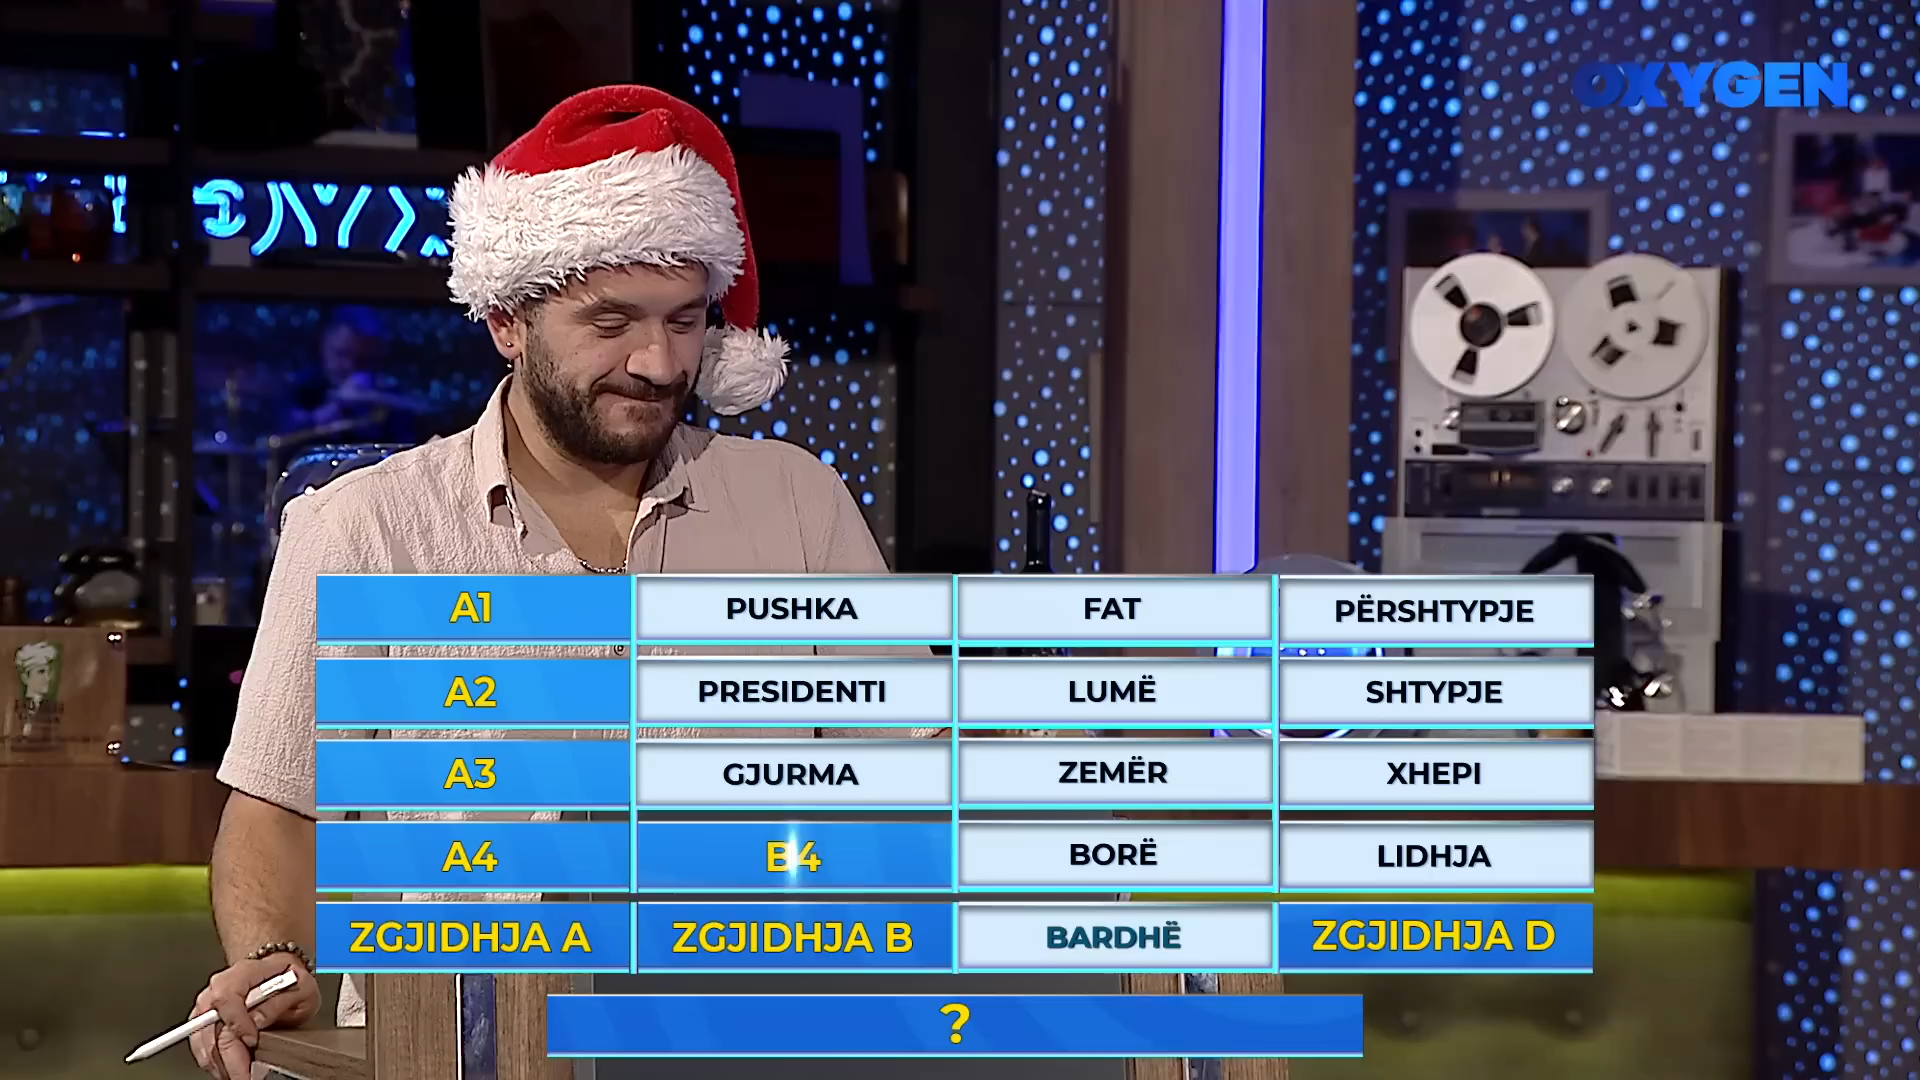 OXYGEN
A1 PUSHKA FAT PËRSHTYPJE
A2 PRESIDENTI LUMË SHTYPJE
A3 GJURMA ZEMËR XHEPI
A4 B4 BORË LIDHJA
ZGJIDHJA A ZGJIDHJA B BARDHË ZGJIDHJA D
?